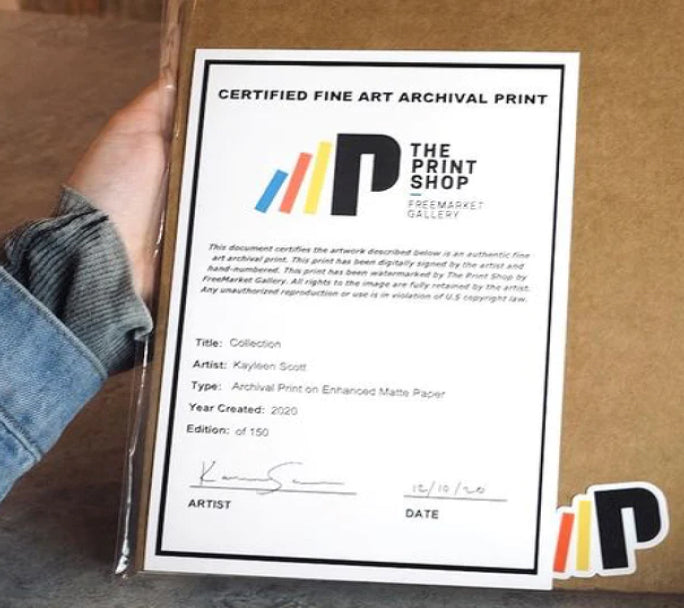 CERTIFIED FINE ART ARCHIVAL PRINT
P
THE
PRINT
SHOP
FREEMARKET
GALLERY
This document certifies the artwork described below is an authentic fine
art archival print. This print has been digitally signed by the artist and
hand-numbered. This print has been watermarked by The Print Shop by
FreeMarket Gallery. All rights to the image are fully retained by the artist.
Any unauthorized reproduction or use is in violation of U.S copyright law.
Title: Collection
Artist: Kayleen Scott
Type: Archival Print on Enhanced Matte Paper
Year Created: 2020
Edition: of 150
12/10/20
ARTIST
DATE
P